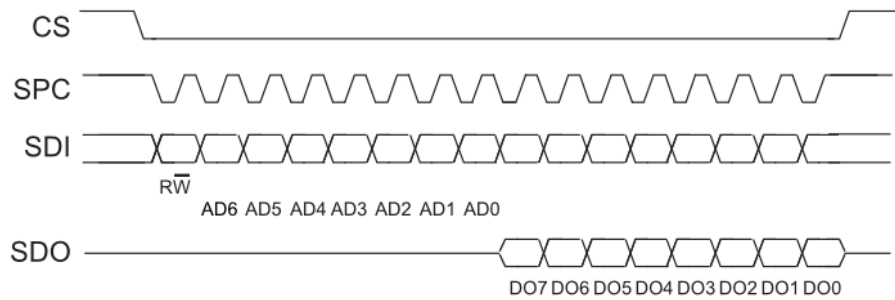 CS
SPC
SDI
RW̅
AD6 AD5 AD4 AD3 AD2 AD1 AD0
SDO
DO7 DO6 DO5 DO4 DO3 DO2 DO1 DO0